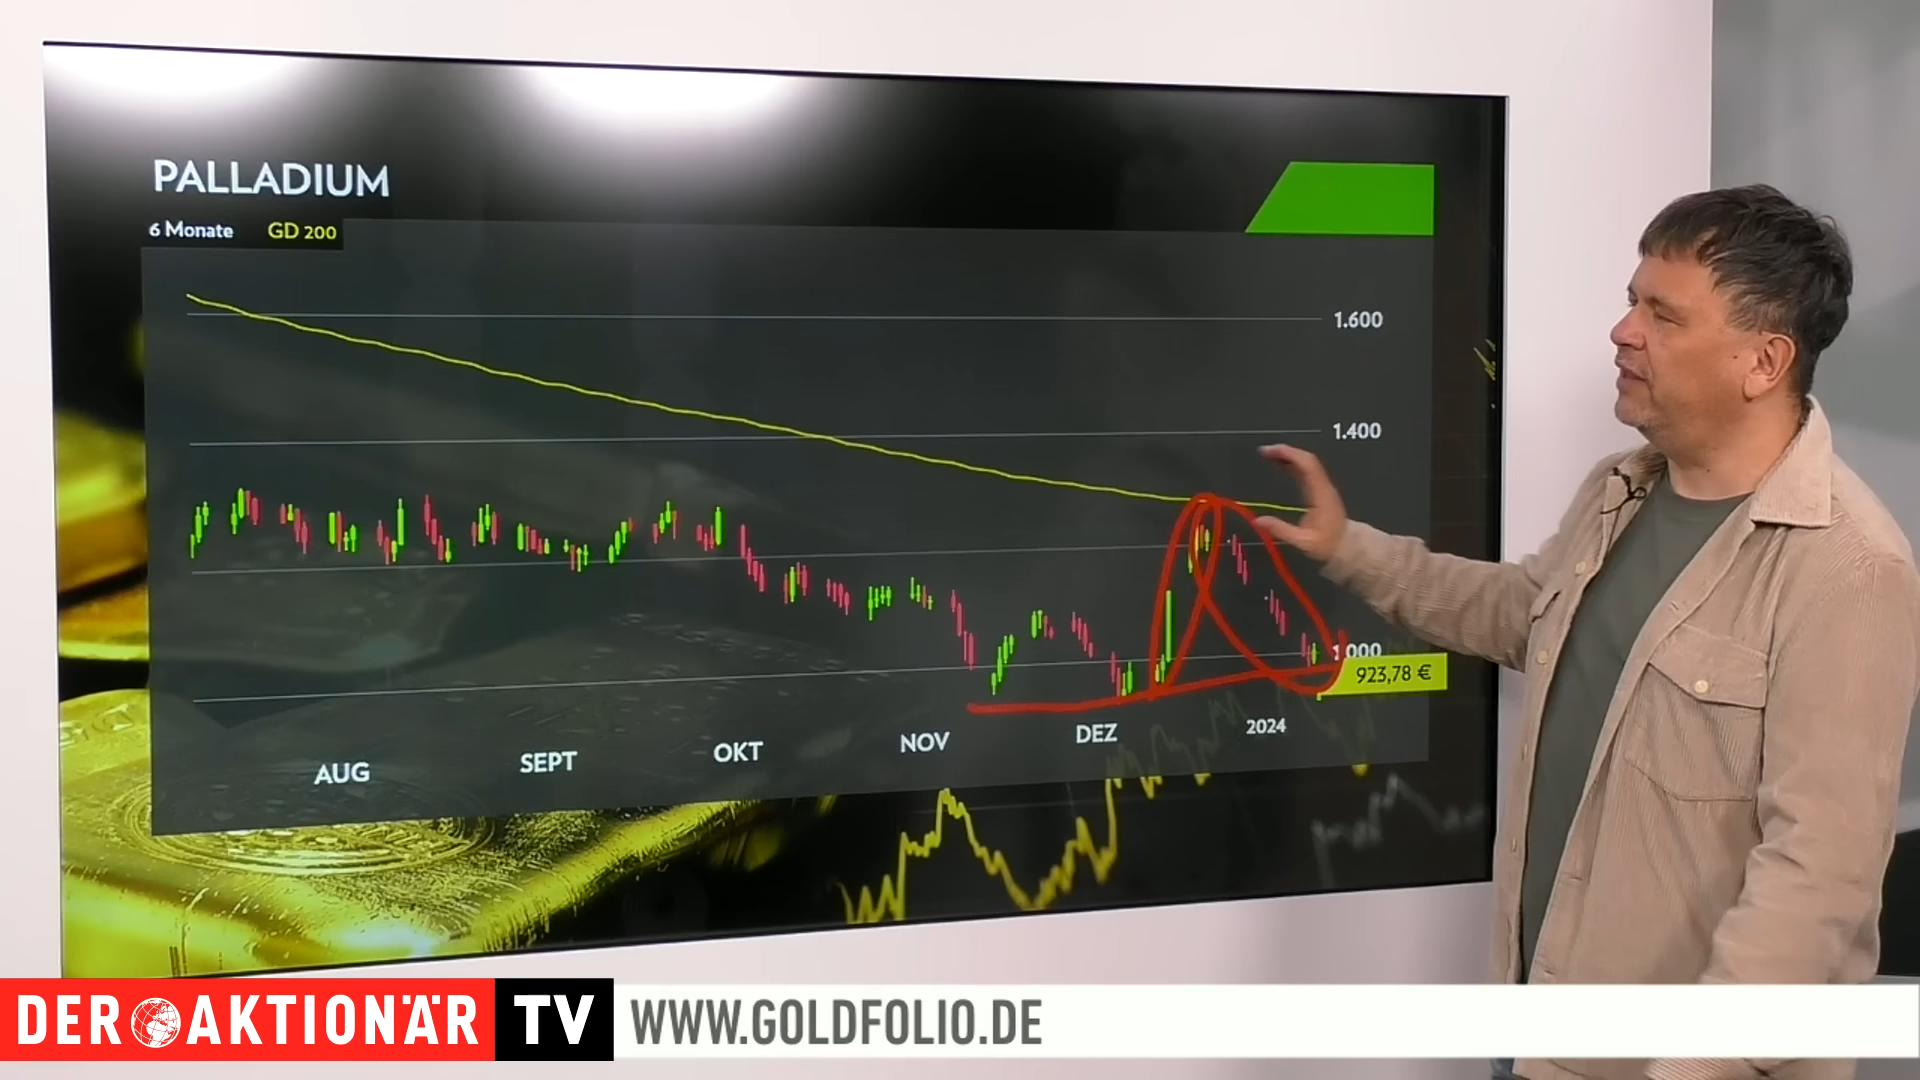 PALLADIUM
6 Monate GD 200
1.600
1.400
1.000
923,78 €
AUG SEPT OKT NOV DEZ 2024
DER AKTIONÄR TV WWW.GOLDFOLIO.DE